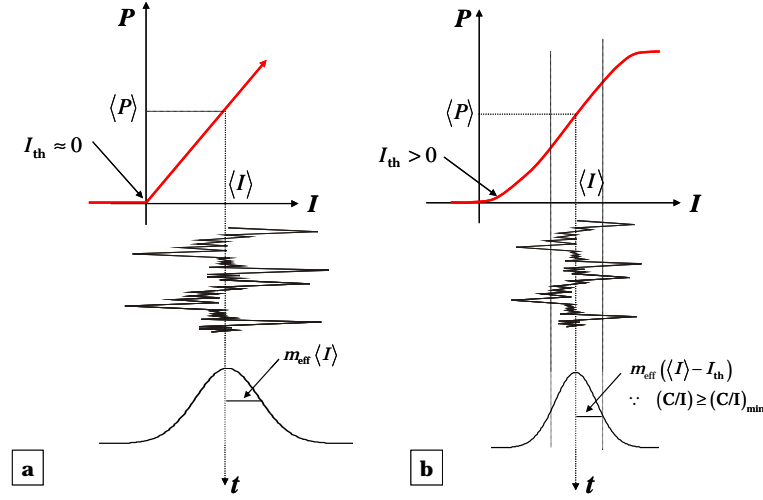 P
⟨P⟩
I_th ≈ 0
⟨I⟩
I
m_eff ⟨I⟩
a
t
P
⟨P⟩
I_th > 0
⟨I⟩
I
m_eff (⟨I⟩ − I_th)
∵ (C/I) ≥ (C/I)_min
b
t